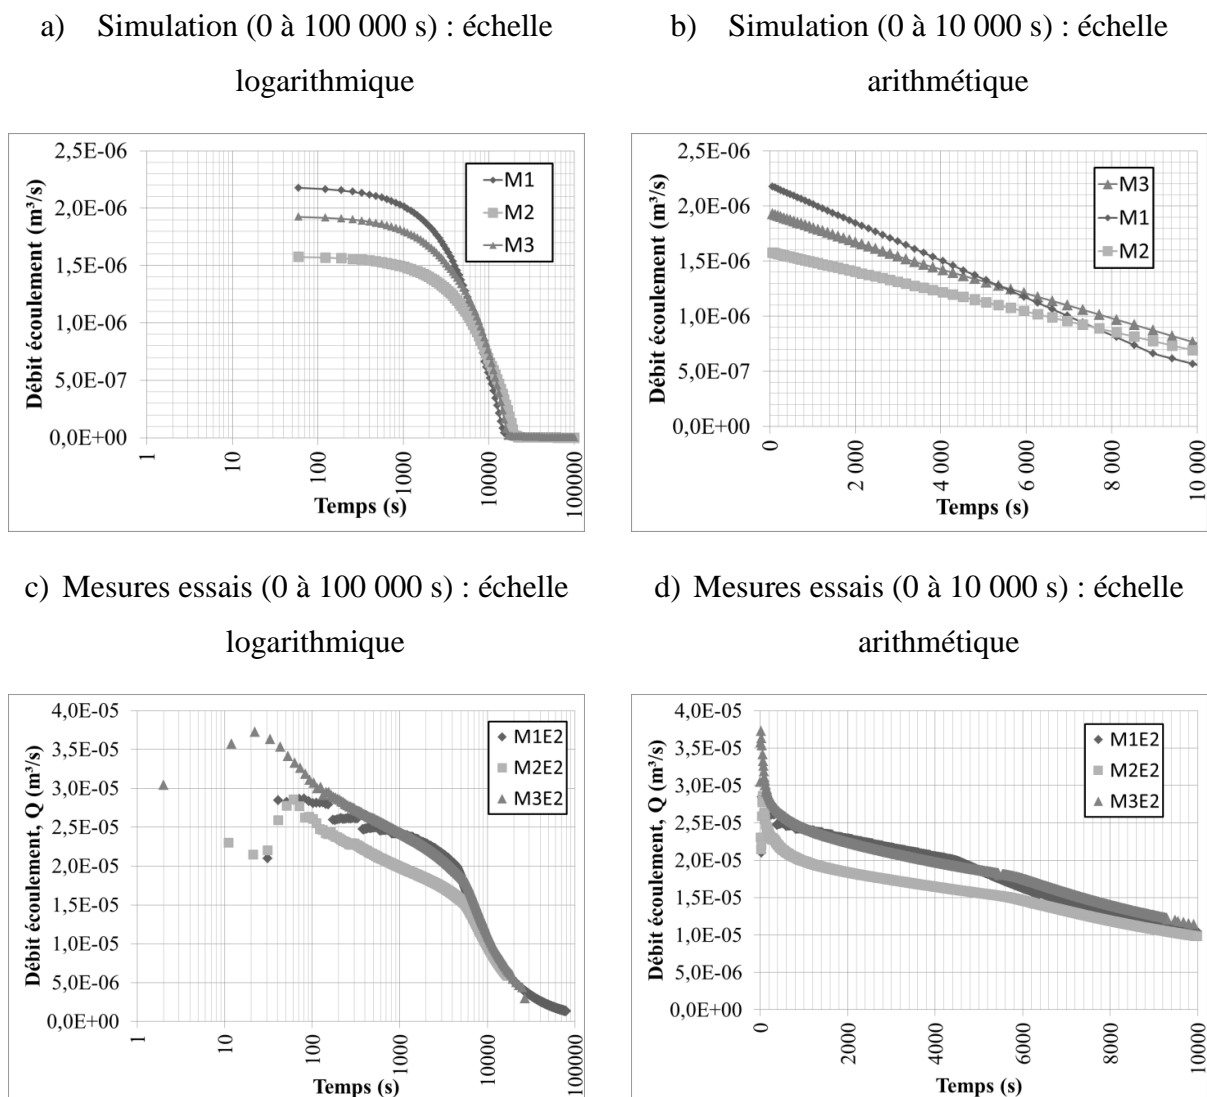 a) Simulation (0 à 100 000 s) : échelle
logarithmique
b) Simulation (0 à 10 000 s) : échelle
arithmétique
2,5E-06
2,0E-06
1,5E-06
1,0E-06
5,0E-07
0,0E+00
Débit écoulement (m³/s)
M1
M2
M3
1
10
100
1000
10000
100000
Temps (s)
2,5E-06
2,0E-06
1,5E-06
1,0E-06
5,0E-07
0,0E+00
Débit écoulement (m³/s)
M3
M1
M2
0
2 000
4 000
6 000
8 000
10 000
Temps (s)
c) Mesures essais (0 à 100 000 s) : échelle
logarithmique
d) Mesures essais (0 à 10 000 s) : échelle
arithmétique
4,0E-05
3,5E-05
3,0E-05
2,5E-05
2,0E-05
1,5E-05
1,0E-05
5,0E-06
0,0E+00
Débit écoulement, Q (m³/s)
M1E2
M2E2
M3E2
1
10
100
1000
10000
100000
Temps (s)
4,0E-05
3,5E-05
3,0E-05
2,5E-05
2,0E-05
1,5E-05
1,0E-05
5,0E-06
0,0E+00
Débit écoulement, Q (m³/s)
M1E2
M2E2
M3E2
0
2000
4000
6000
8000
10000
Temps (s)